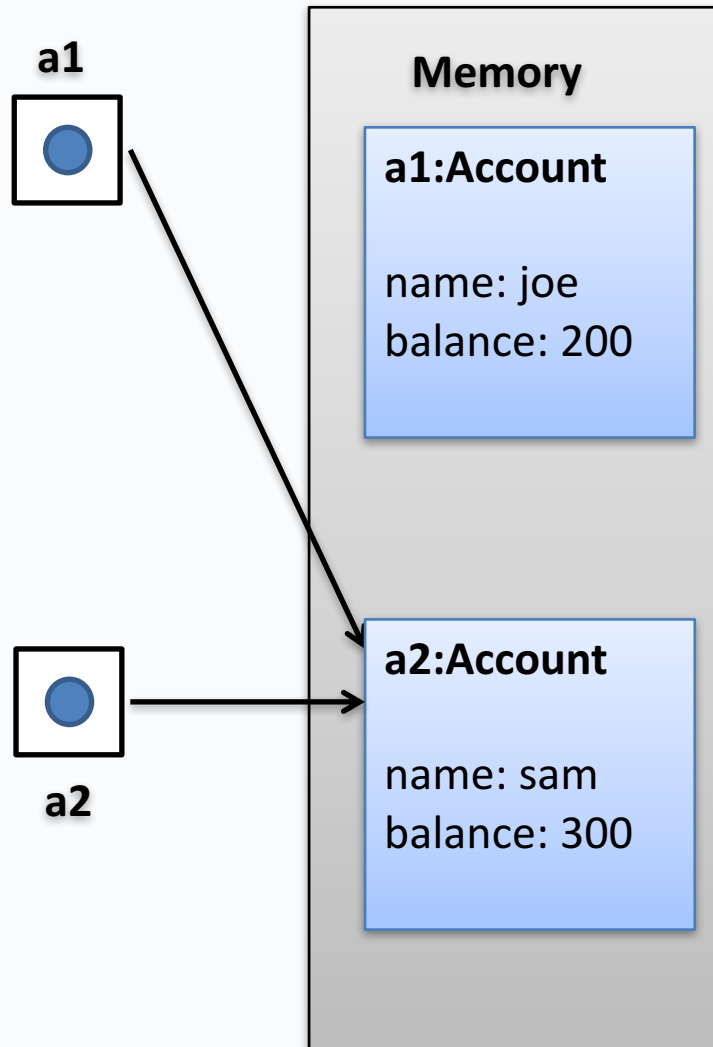 a1
Memory
a1:Account
name: joe
balance: 200
a2:Account
name: sam
balance: 300
a2